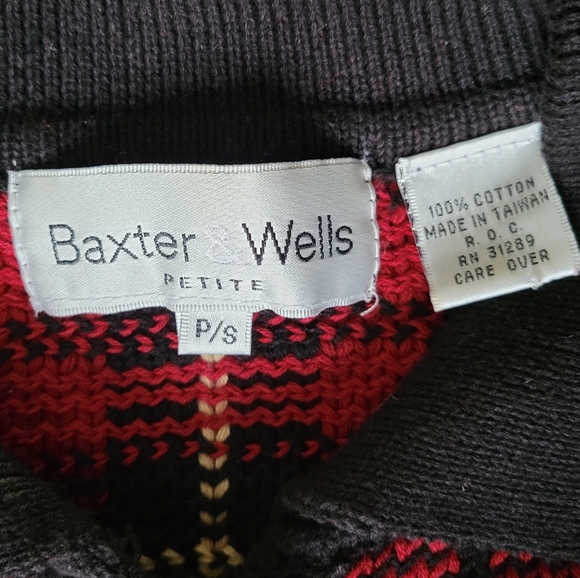 Baxter & Wells
PETITE
P/S
100% COTTON
MADE IN TAIWAN
R. O. C.
RN 31289
CARE OVER